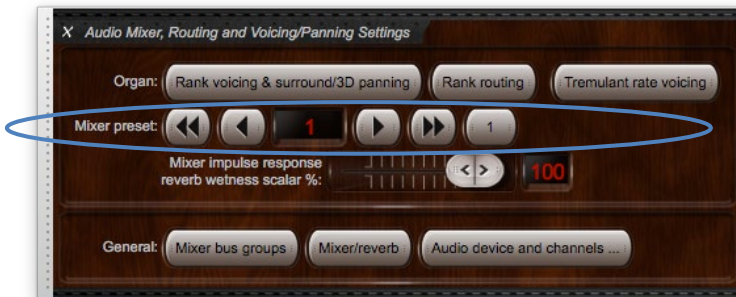 X Audio Mixer, Routing and Voicing/Panning Settings
Organ: Rank voicing & surround/3D panning Rank routing Tremulant rate voicing
Mixer preset: 1 1
Mixer impulse response
reverb wetness scalar %: 100
General: Mixer bus groups Mixer/reverb Audio device and channels ...